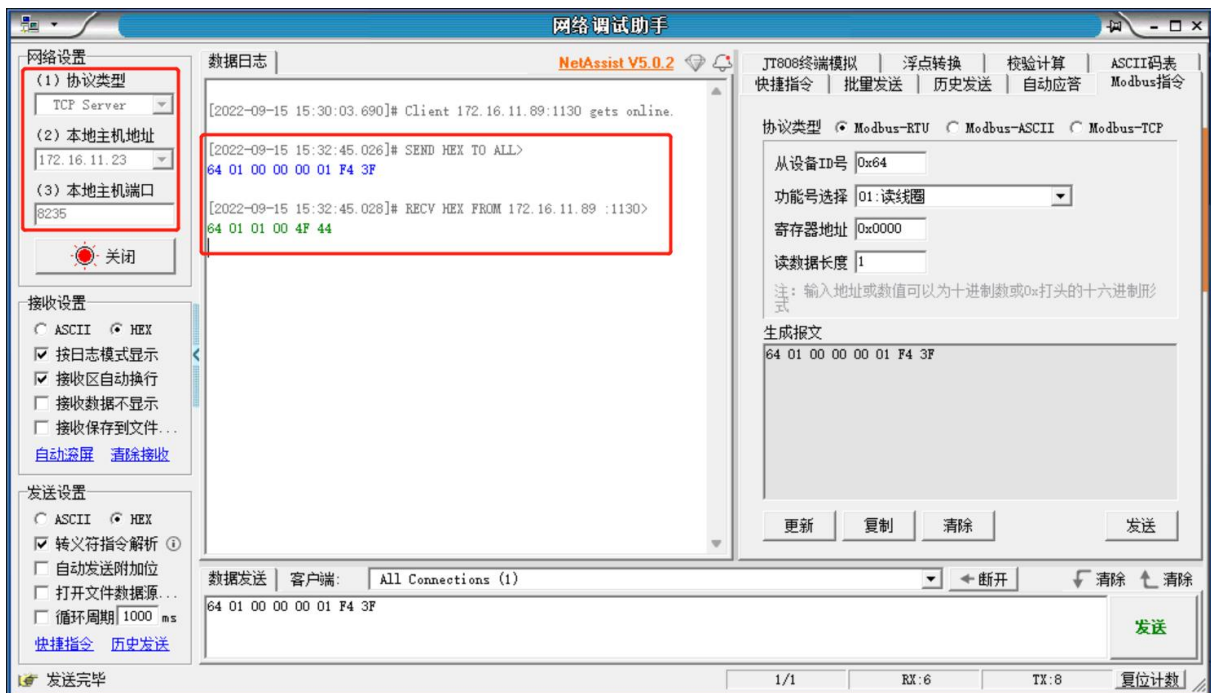 网络调试助手
网络设置
(1) 协议类型
TCP Server
(2) 本地主机地址
172.16.11.23
(3) 本地主机端口
8235
关闭
接收设置
ASCII HEX
按日志模式显示
接收区自动换行
接收数据不显示
接收保存到文件...
自动滚屏 清除接收
发送设置
ASCII HEX
转义符指令解析
自动发送附加位
打开文件数据源...
循环周期 1000 ms
快捷指令 历史发送
数据日志 NetAssist V5.0.2
[2022-09-15 15:30:03.690]# Client 172.16.11.89:1130 gets online.
[2022-09-15 15:32:45.026]# SEND HEX TO ALL>
64 01 00 00 00 01 F4 3F
[2022-09-15 15:32:45.028]# RECV HEX FROM 172.16.11.89 :1130>
64 01 01 00 4F 44
JT808终端模拟 浮点转换 校验计算 ASCII码表
快捷指令 批量发送 历史发送 自动应答 Modbus指令
协议类型 Modbus-RTU Modbus-ASCII Modbus-TCP
从设备ID号 0x64
功能号选择 01:读线圈
寄存器地址 0x0000
读数据长度 1
注: 输入地址或数值可以为十进制数或0x打头的十六进制形
式
生成报文
64 01 00 00 00 01 F4 3F
更新 复制 清除 发送
数据发送 客户端: All Connections (1) 断开 清除 清除
64 01 00 00 00 01 F4 3F
发送
发送完毕 1/1 RX:6 TX:8 复位计数